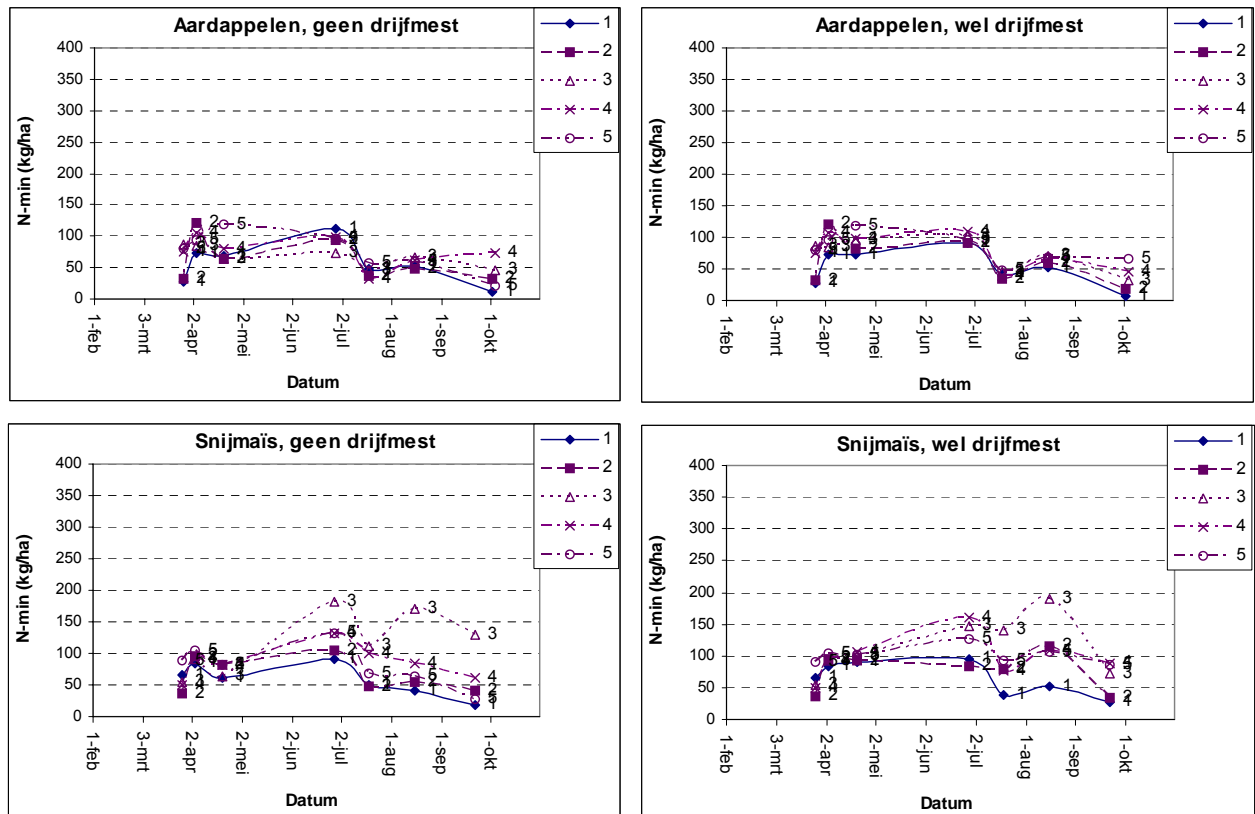 Aardappelen, geen drijfmest
N-min (kg/ha)
400
350
300
250
200
150
100
50
0
1-feb
3-mrt
2-apr
2-mei
2-jun
2-jul
1-aug
1-sep
1-okt
Datum
1
2
3
4
5
Aardappelen, wel drijfmest
N-min (kg/ha)
400
350
300
250
200
150
100
50
0
1-feb
3-mrt
2-apr
2-mei
2-jun
2-jul
1-aug
1-sep
1-okt
Datum
1
2
3
4
5
Snijmaïs, geen drijfmest
N-min (kg/ha)
400
350
300
250
200
150
100
50
0
1-feb
3-mrt
2-apr
2-mei
2-jun
2-jul
1-aug
1-sep
1-okt
Datum
1
2
3
4
5
Snijmaïs, wel drijfmest
N-min (kg/ha)
400
350
300
250
200
150
100
50
0
1-feb
3-mrt
2-apr
2-mei
2-jun
2-jul
1-aug
1-sep
1-okt
Datum
1
2
3
4
5